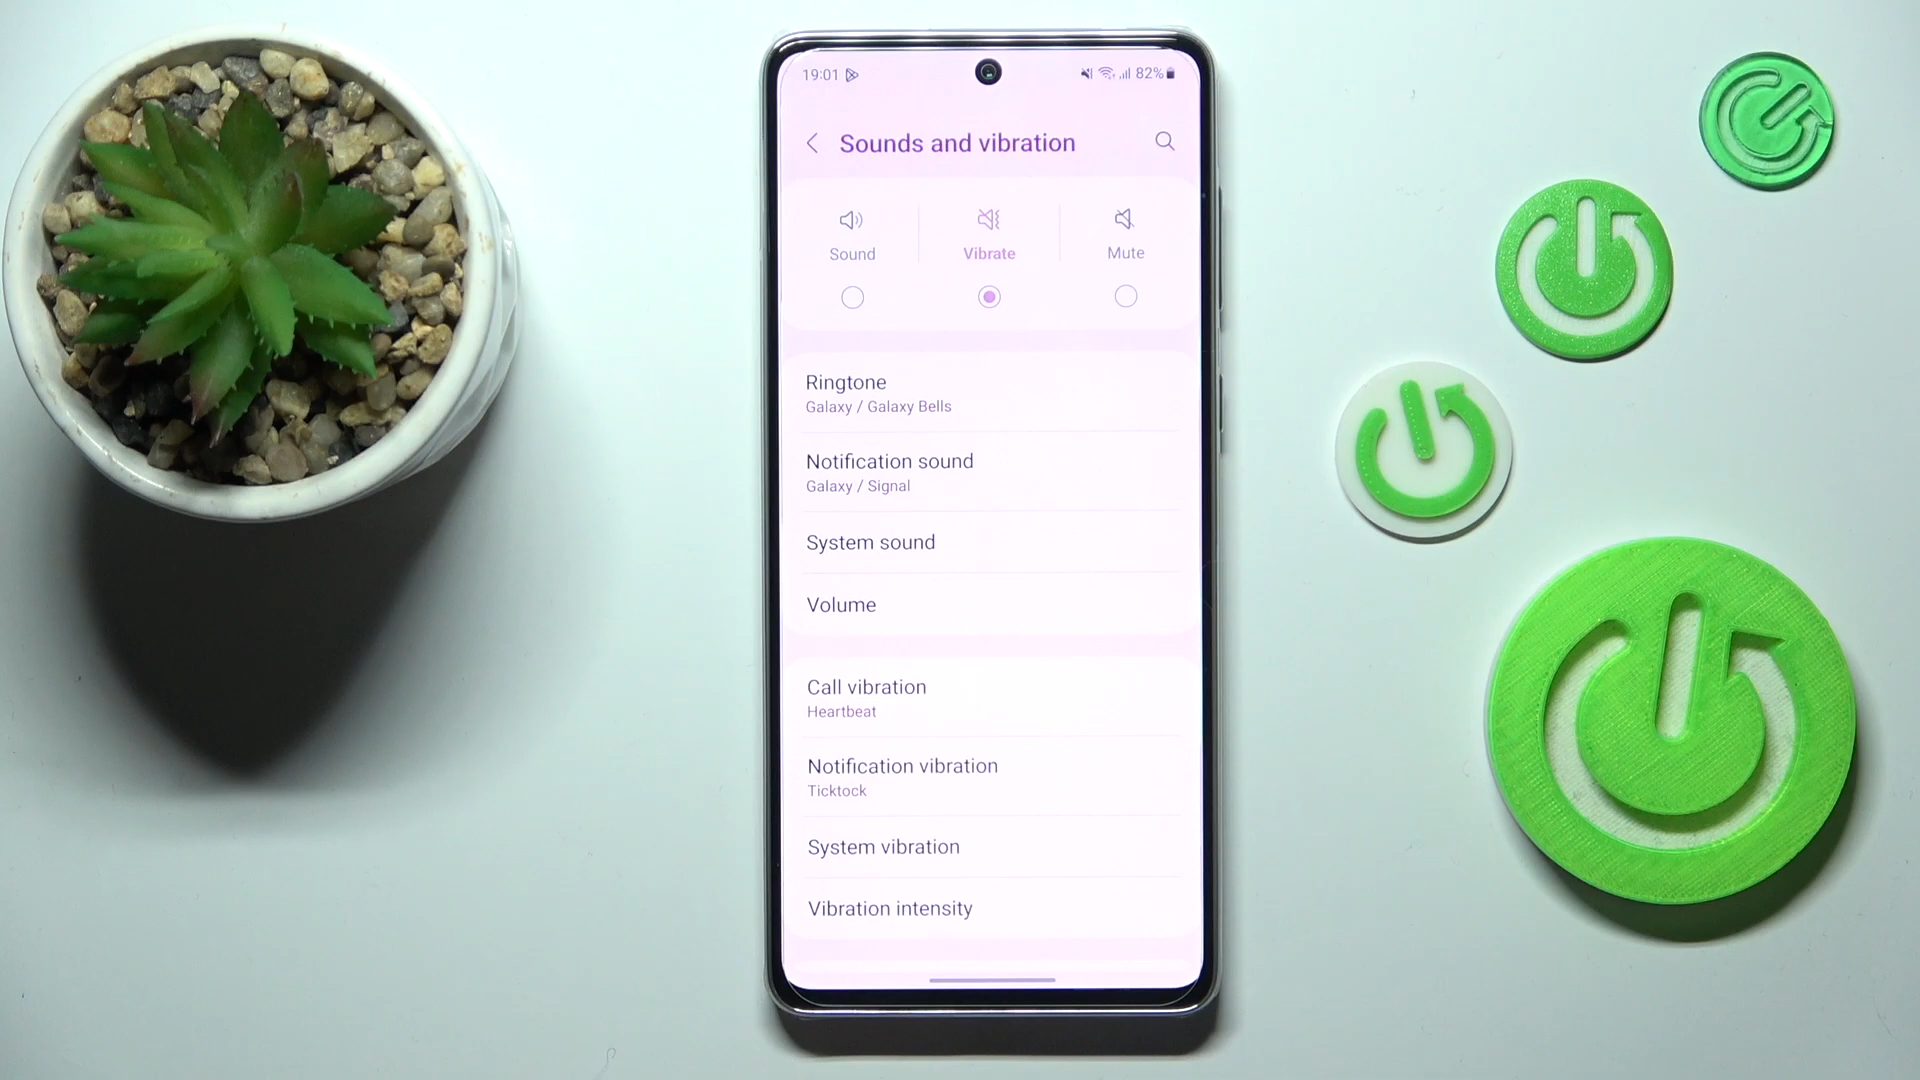 19:01 82%
Sounds and vibration
Sound Vibrate Mute
Ringtone
Galaxy / Galaxy Bells
Notification sound
Galaxy / Signal
System sound
Volume
Call vibration
Heartbeat
Notification vibration
Ticktock
System vibration
Vibration intensity